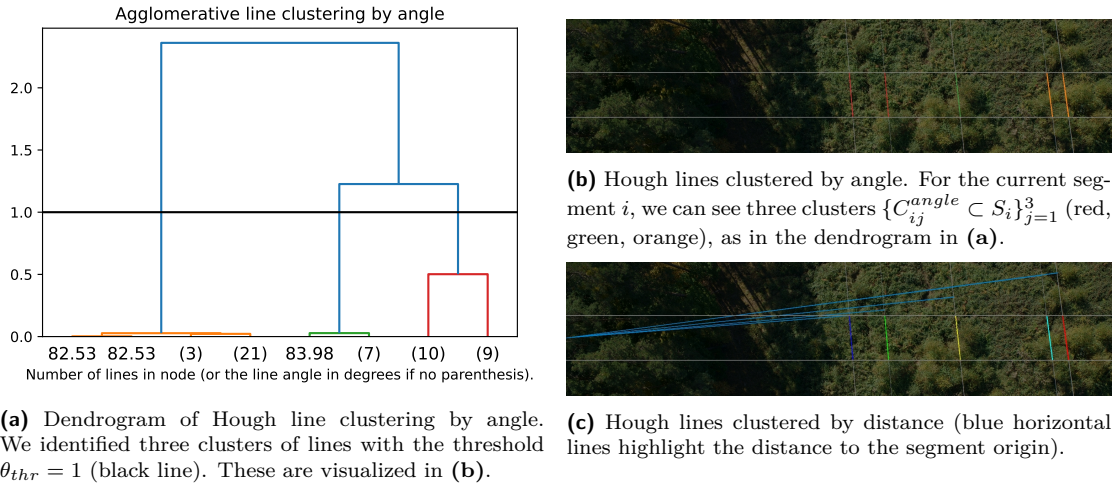 Agglomerative line clustering by angle
2.0
1.5
1.0
0.5
0.0
82.53 82.53 (3) (21) 83.98 (7) (10) (9)
Number of lines in node (or the line angle in degrees if no parenthesis).
(a) Dendrogram of Hough line clustering by angle.
We identified three clusters of lines with the threshold
θ_thr = 1 (black line). These are visualized in (b).
(b) Hough lines clustered by angle. For the current seg-
ment i, we can see three clusters {C_{ij}^{angle} ⊂ S_i}_{j=1}^3 (red,
green, orange), as in the dendrogram in (a).
(c) Hough lines clustered by distance (blue horizontal
lines highlight the distance to the segment origin).